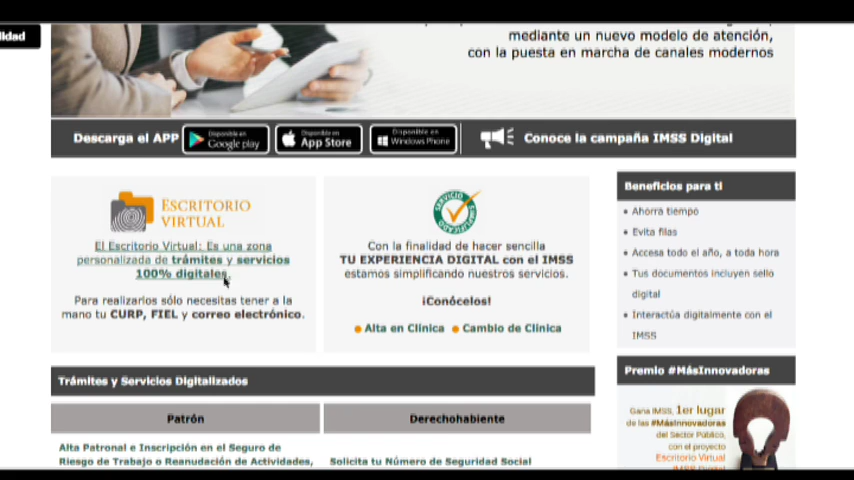 lidad
mediante un nuevo modelo de atención,
con la puesta en marcha de canales modernos
Descarga el APP
Disponible en
Google play
Disponible en
App Store
Disponible en
Windows Phone
Conoce la campaña IMSS Digital
ESCRITORIO
VIRTUAL
El Escritorio Virtual: Es una zona
personalizada de trámites y servicios
100% digitales.
Para realizarlos sólo necesitas tener a la
mano tu CURP, FIEL y correo electrónico.
SERVICIO
SIMPLIFICADO
Con la finalidad de hacer sencilla
TU EXPERIENCIA DIGITAL con el IMSS
estamos simplificando nuestros servicios.
¡Conócelos!
Alta en Clínica Cambio de Clínica
Beneficios para ti
Ahorra tiempo
Evita filas
Accesa todo el año, a toda hora
Tus documentos incluyen sello
digital
Interactúa digitalmente con el
IMSS
Premio #MásInnovadoras
Gana IMSS, 1er lugar
de las #MásInnovadoras
del Sector Público,
con el proyecto
Escritorio Virtual
IMSS Digital
Trámites y Servicios Digitalizados
Patrón
Derechohabiente
Alta Patronal e Inscripción en el Seguro de
Riesgo de Trabajo o Reanudación de Actividades,
Solicita tu Número de Seguridad Social